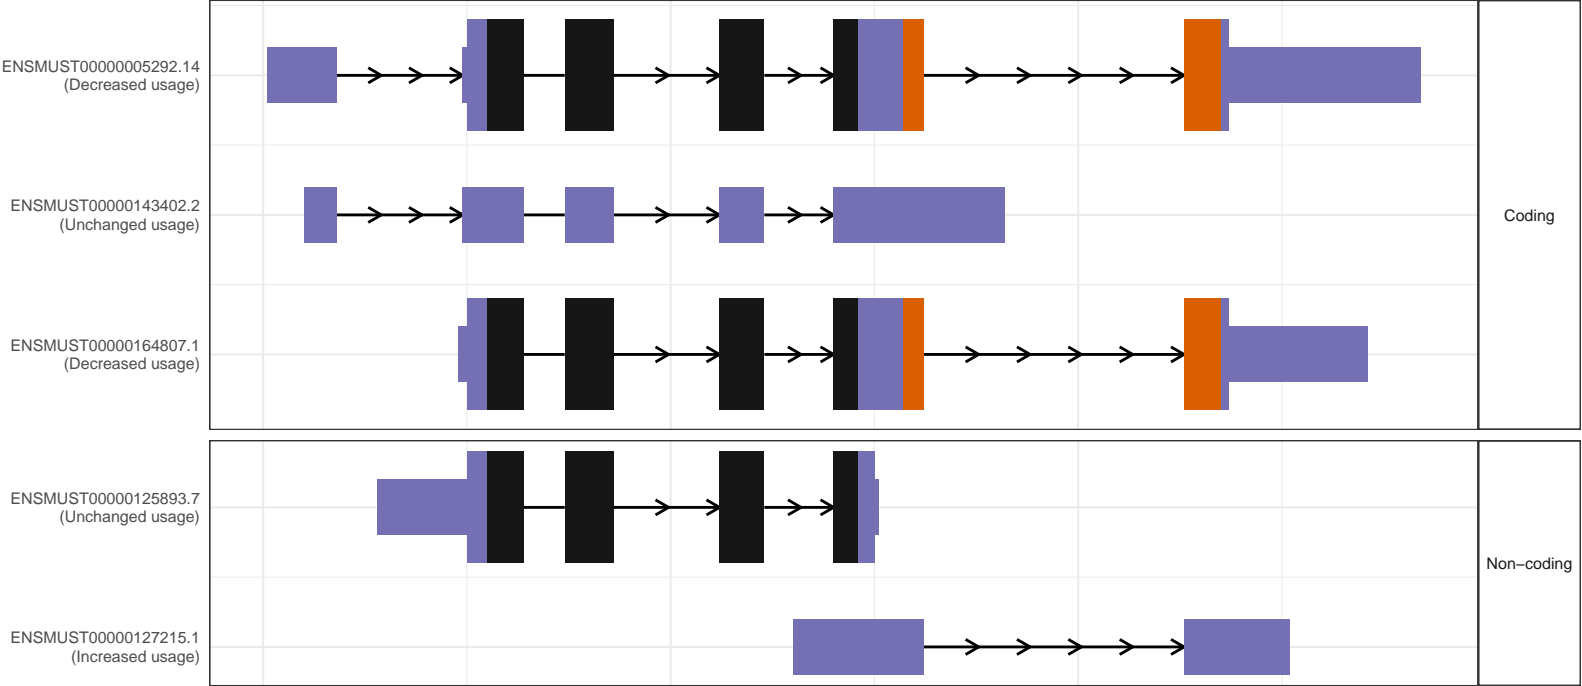 ENSMUST00000005292.14
(Decreased usage)
ENSMUST00000143402.2
(Unchanged usage)
Coding
ENSMUST00000164807.1
(Decreased usage)
ENSMUST00000125893.7
(Unchanged usage)
Non−coding
ENSMUST00000127215.1
(Increased usage)